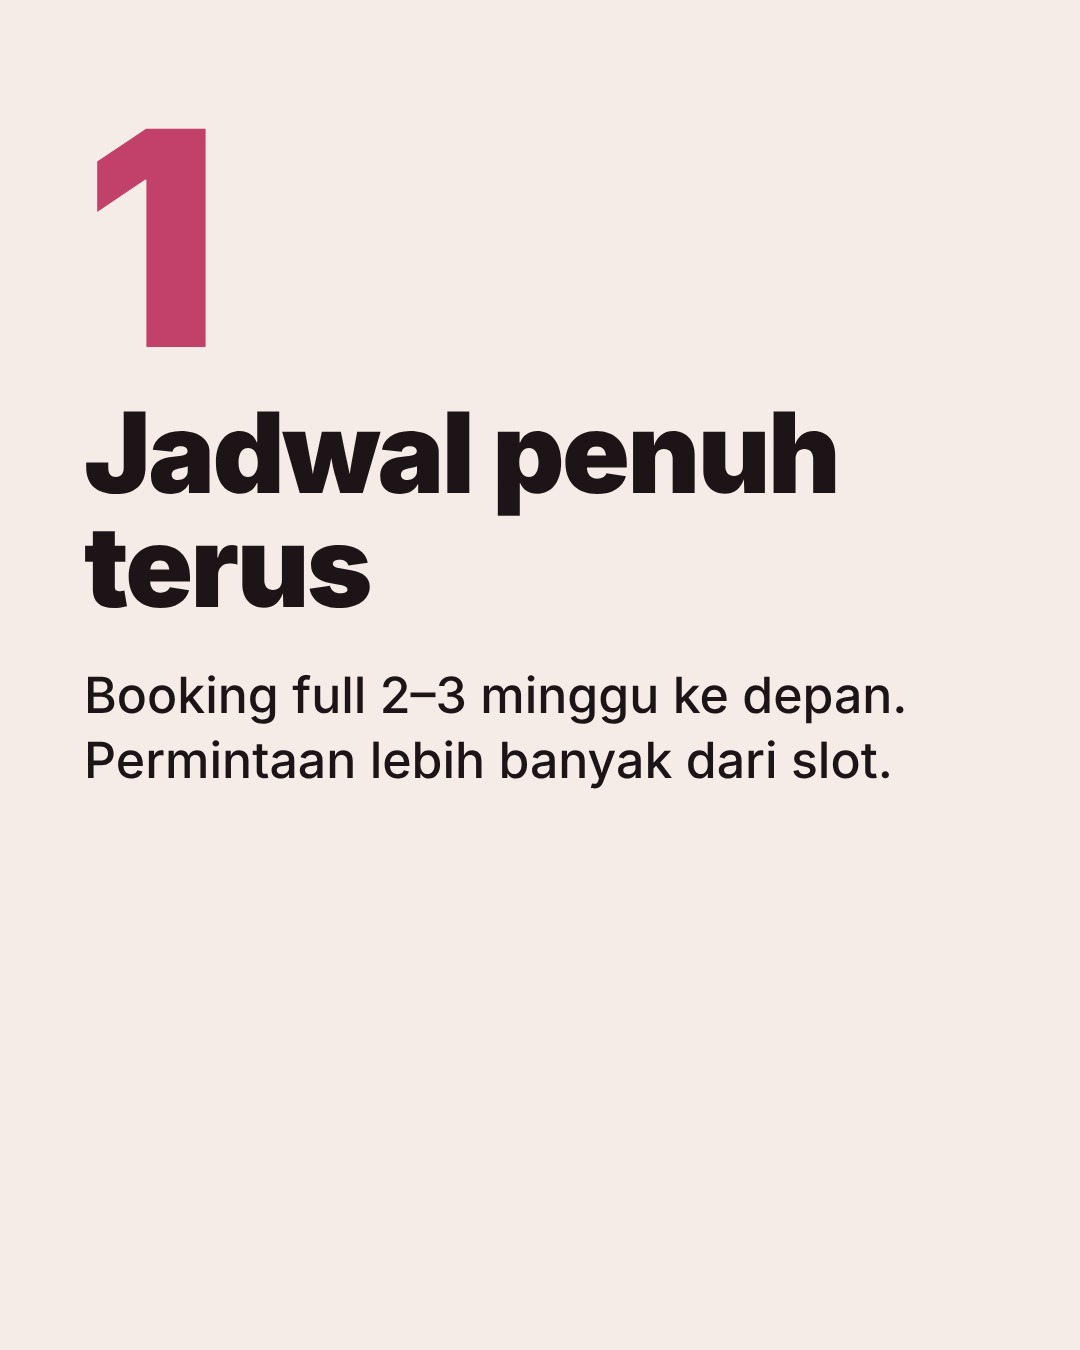 1
Jadwal penuh
terus
Booking full 2–3 minggu ke depan.
Permintaan lebih banyak dari slot.